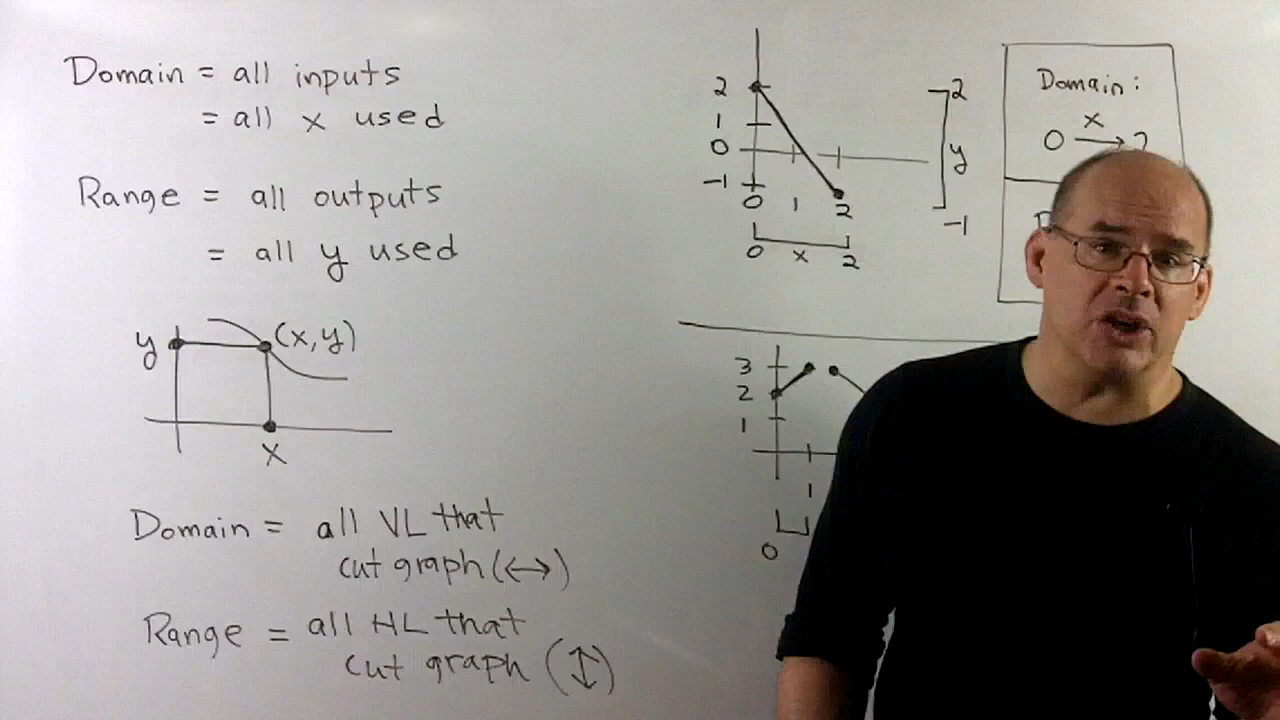 Domain = all inputs
= all x used
Range = all outputs
= all y used
y (x,y)
x
Domain = all VL that
cut graph (↔)
Range = all HL that
cut graph (↕)
2
1
0
-1
0 1 2
0 x 2
2
y
-1
Domain:
x
0 →
3
2
1
1
0